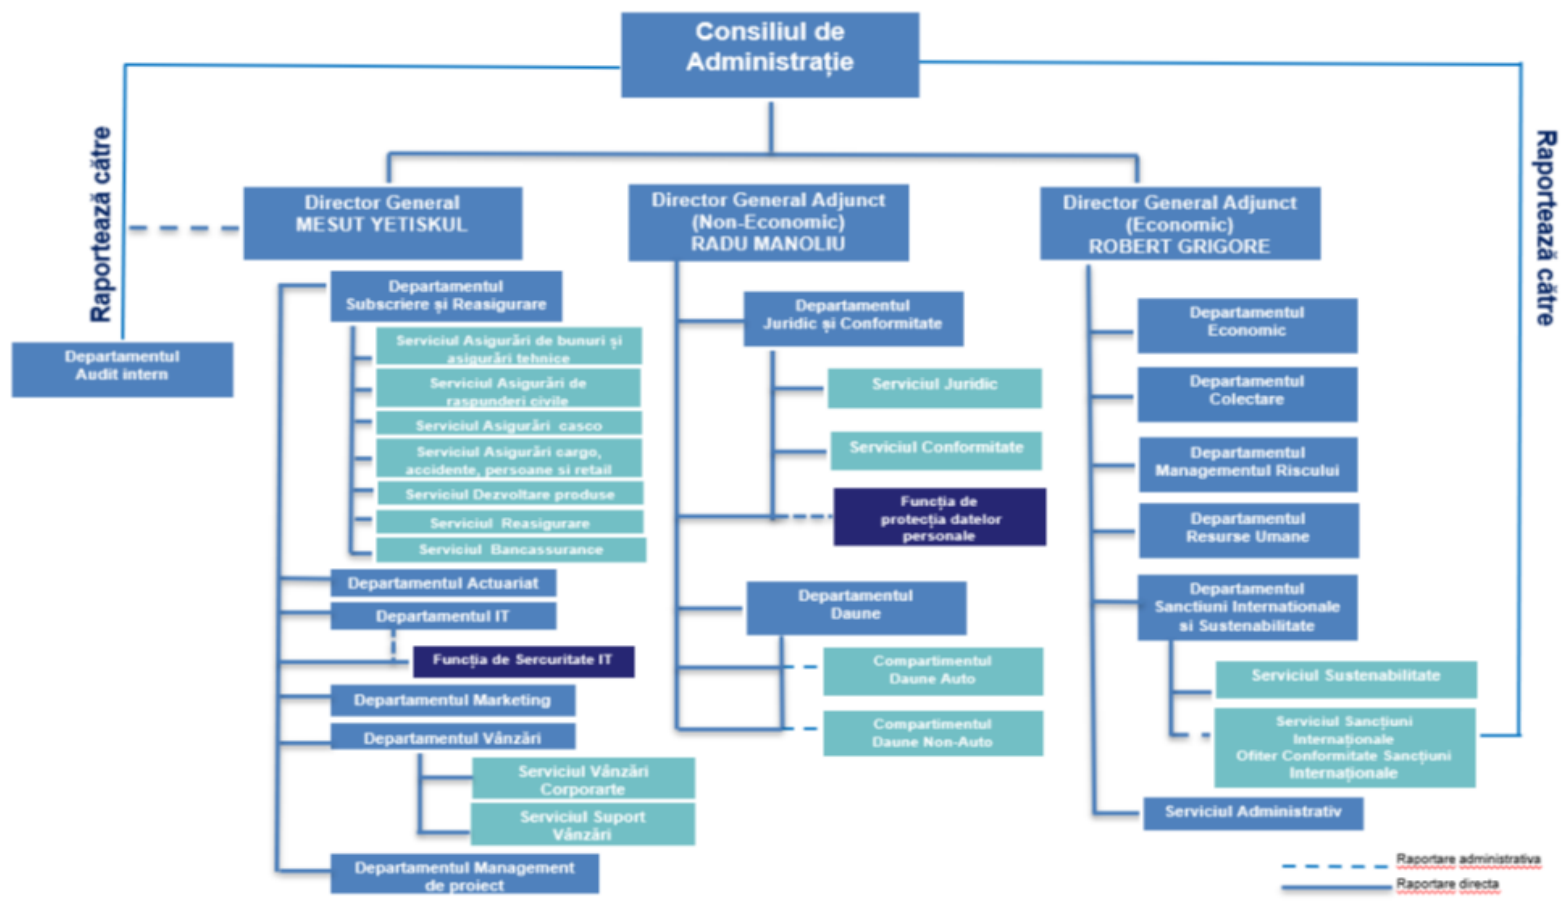 Consiliul de
Administrație
Raportează către
Raportează către
Director General
MESUT YETISKUL
Director General Adjunct
(Non-Economic)
RADU MANOLIU
Director General Adjunct
(Economic)
ROBERT GRIGORE
Departamentul
Audit intern
Departamentul
Subscriere și Reasigurare
Serviciul Asigurări de bunuri și
asigurări tehnice
Serviciul Asigurări de
raspunderi civile
Serviciul Asigurări casco
Serviciul Asigurări cargo,
accidente, persoane si retail
Serviciul Dezvoltare produse
Serviciul Reasigurare
Serviciul Bancassurance
Departamentul Actuariat
Departamentul IT
Funcția de Sercuritate IT
Departamentul Marketing
Departamentul Vânzări
Serviciul Vânzări
Corporarte
Serviciul Suport
Vânzări
Departamentul Management
de proiect
Departamentul
Juridic și Conformitate
Serviciul Juridic
Serviciul Conformitate
Funcția de
protecția datelor
personale
Departamentul
Daune
Compartimentul
Daune Auto
Compartimentul
Daune Non-Auto
Departamentul
Economic
Departamentul
Colectare
Departamentul
Managementul Riscului
Departamentul
Resurse Umane
Departamentul
Sanctiuni Internationale
si Sustenabilitate
Serviciul Sustenabilitate
Serviciul Sancțiuni
Internaționale
Ofiter Conformitate Sancțiuni
Internaționale
Serviciul Administrativ
Raportare administrativa
Raportare directa